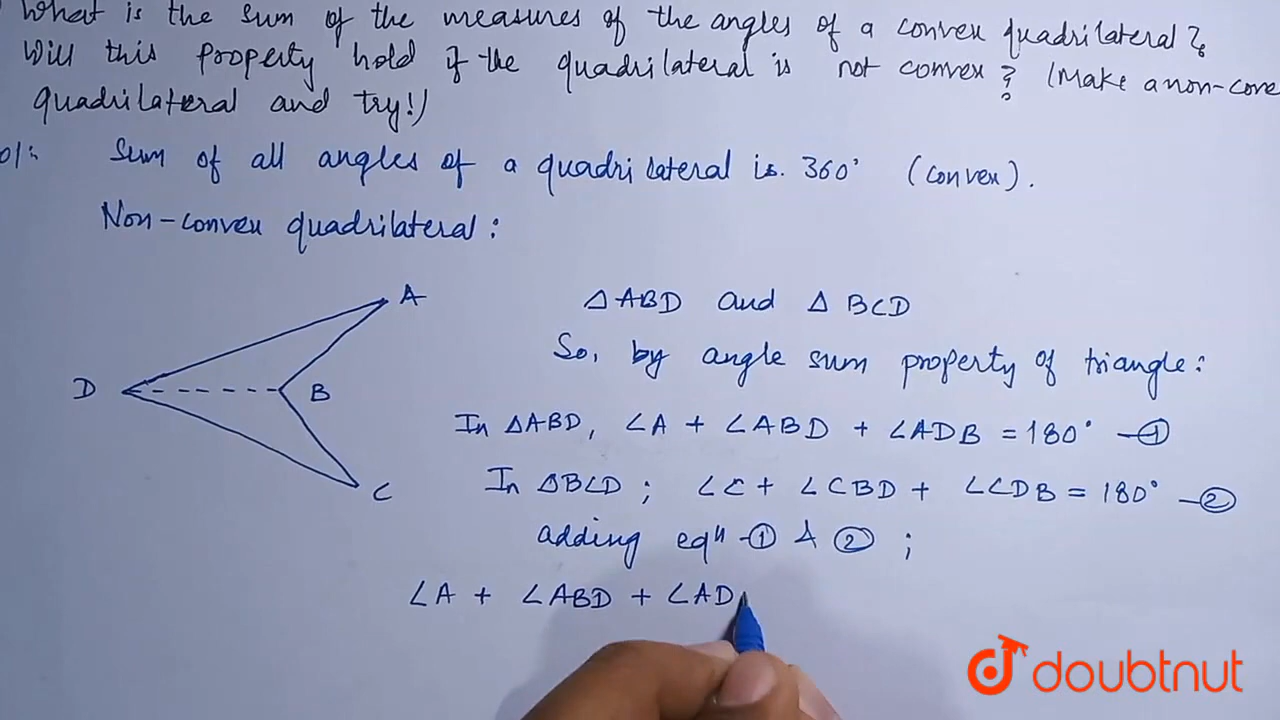 What is the sum of the measures of the angles of a convex quadrilateral?
Will this property hold if the quadrilateral is not convex? (Make a non-conve
quadrilateral and try!)
ol:- Sum of all angles of a quadrilateral is 360° (convex).
Non-convex quadrilateral:
A
D
B
C
△ABD and △BCD
So, by angle sum property of triangle:
In △ABD, ∠A + ∠ABD + ∠ADB = 180° —①
In △BCD; ∠C + ∠CBD + ∠CDB = 180° —②
adding eqn -① & ② ;
∠A + ∠ABD + ∠AD
doubtnut